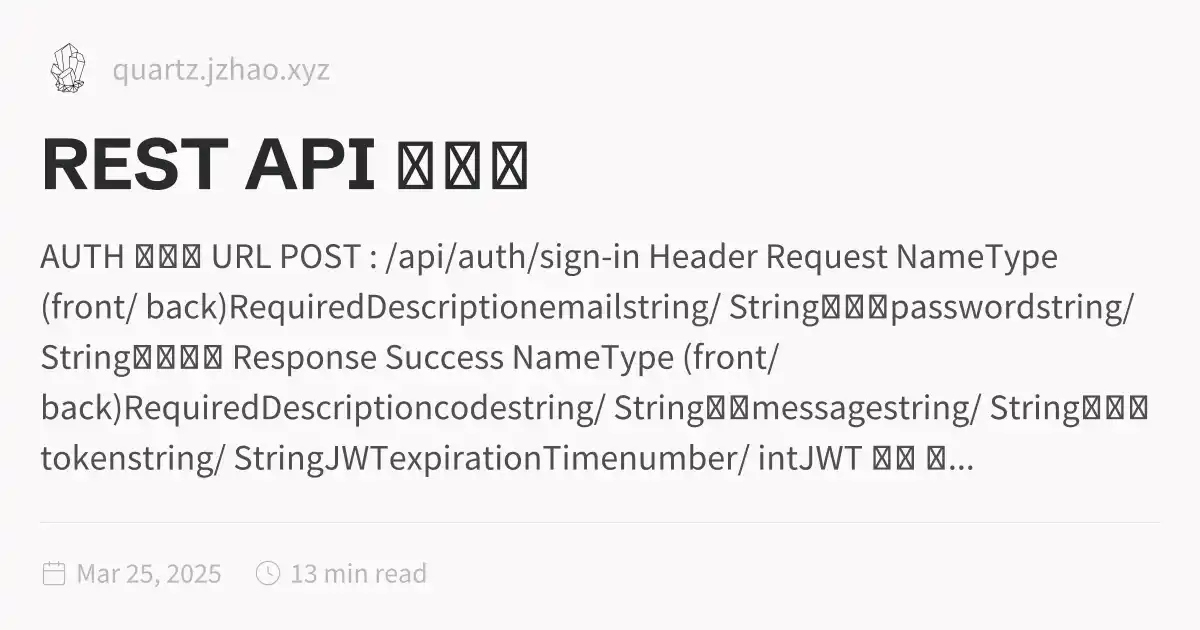 quartz.jzhao.xyz
REST API
AUTH URL POST : /api/auth/sign-in Header Request NameType
(front/ back)RequiredDescriptionemailstring/ String passwordstring/
String Response Success NameType (front/
back)RequiredDescriptioncodestring/ String messagestring/ String
tokenstring/ StringJWTexpirationTimenumber/ intJWT ...
Mar 25, 2025 13 min read